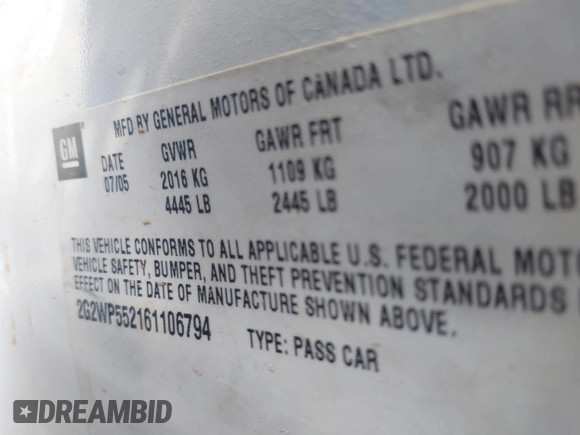 MFD BY GENERAL MOTORS OF CANADA LTD.
GM
DATE GVWR GAWR FRT GAWR RR
07/05 2016 KG 1109 KG 907 KG
4445 LB 2445 LB 2000 LB
THIS VEHICLE CONFORMS TO ALL APPLICABLE U.S. FEDERAL MOTO
VEHICLE SAFETY, BUMPER, AND THEFT PREVENTION STANDARDS
EFFECT ON THE DATE OF MANUFACTURE SHOWN ABOVE.
2G2WP552161106794 TYPE: PASS CAR
DREAMBID